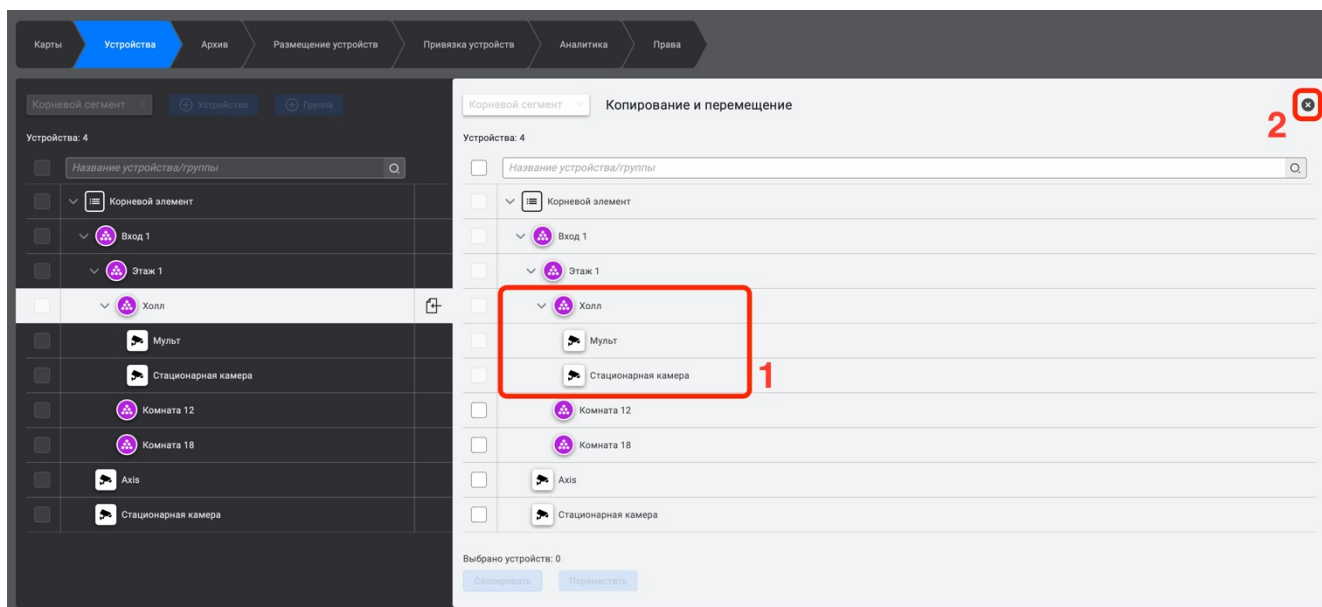 Карты Устройства Архив Размещение устройств Привязка устройств Аналитика Права
Корневой сегмент Устройство Группа
Устройства: 4
Название устройства/группы
Корневой элемент
Вход 1
Этаж 1
Холл
Мульт
Стационарная камера
Комната 12
Комната 18
Axis
Стационарная камера
Корневой сегмент Копирование и перемещение
2
Устройства: 4
Название устройства/группы
Корневой элемент
Вход 1
Этаж 1
Холл
Мульт
Стационарная камера
1
Комната 12
Комната 18
Axis
Стационарная камера
Выбрано устройств: 0
Скопировать Переместить